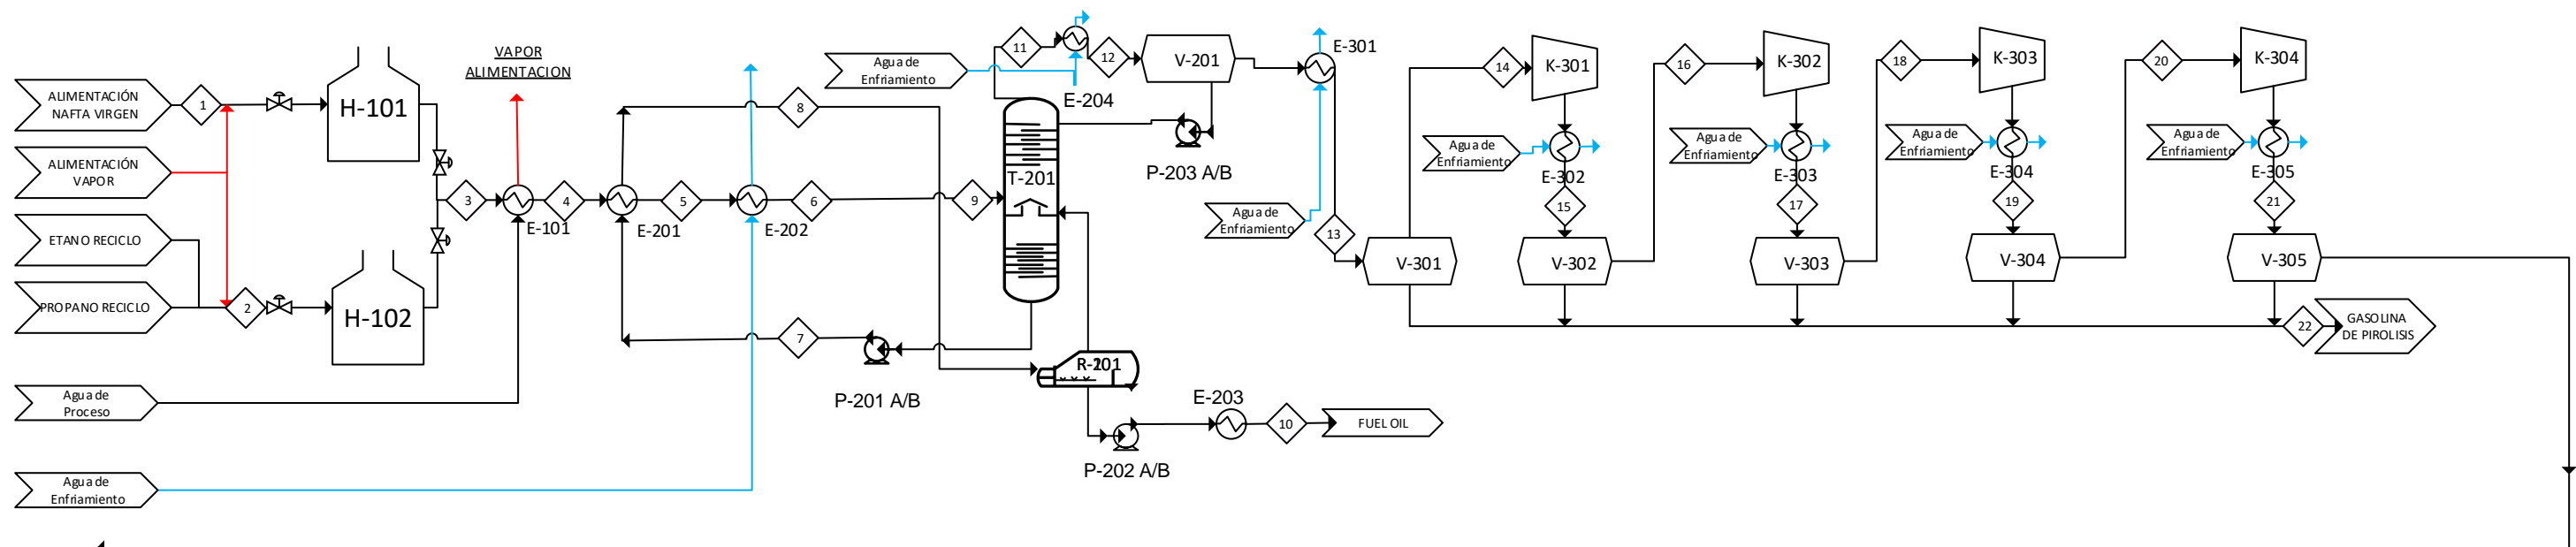 ALIMENTACIÓN
NAFTA VIRGEN
1
H-101
ALIMENTACIÓN
VAPOR
ETANO RECICLO
PROPANO RECICLO
2
H-102
VAPOR
ALIMENTACION
3
E-101
4
E-201
5
E-202
6
8
7
9
Agua de
Proceso
Agua de
Enfriamiento
P-201 A/B
Agua de
Enfriamiento
11
E-204
12
V-201
P-203 A/B
T-201
R-201
P-202 A/B
E-203
10
FUEL OIL
E-301
Agua de
Enfriamiento
13
V-301
14
K-301
Agua de
Enfriamiento
E-302
15
V-302
16
K-302
Agua de
Enfriamiento
E-303
17
V-303
18
K-303
Agua de
Enfriamiento
E-304
19
V-304
20
K-304
Agua de
Enfriamiento
E-305
21
V-305
22
GASOLINA
DE PIROLISIS